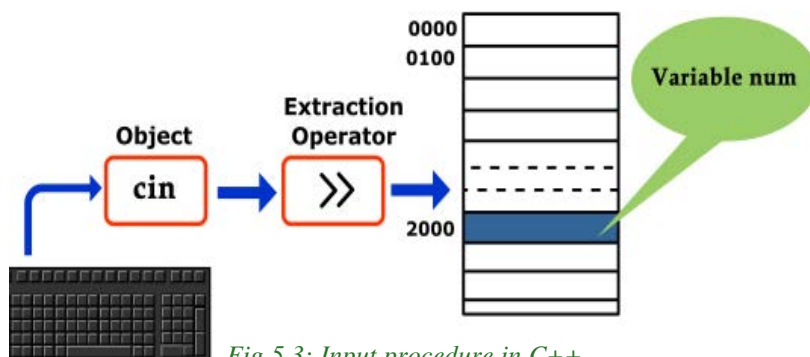 0000
0100
Variable num
Extraction
Operator
Object
cin
>>
2000
Fig 5.3: Input procedure in C++